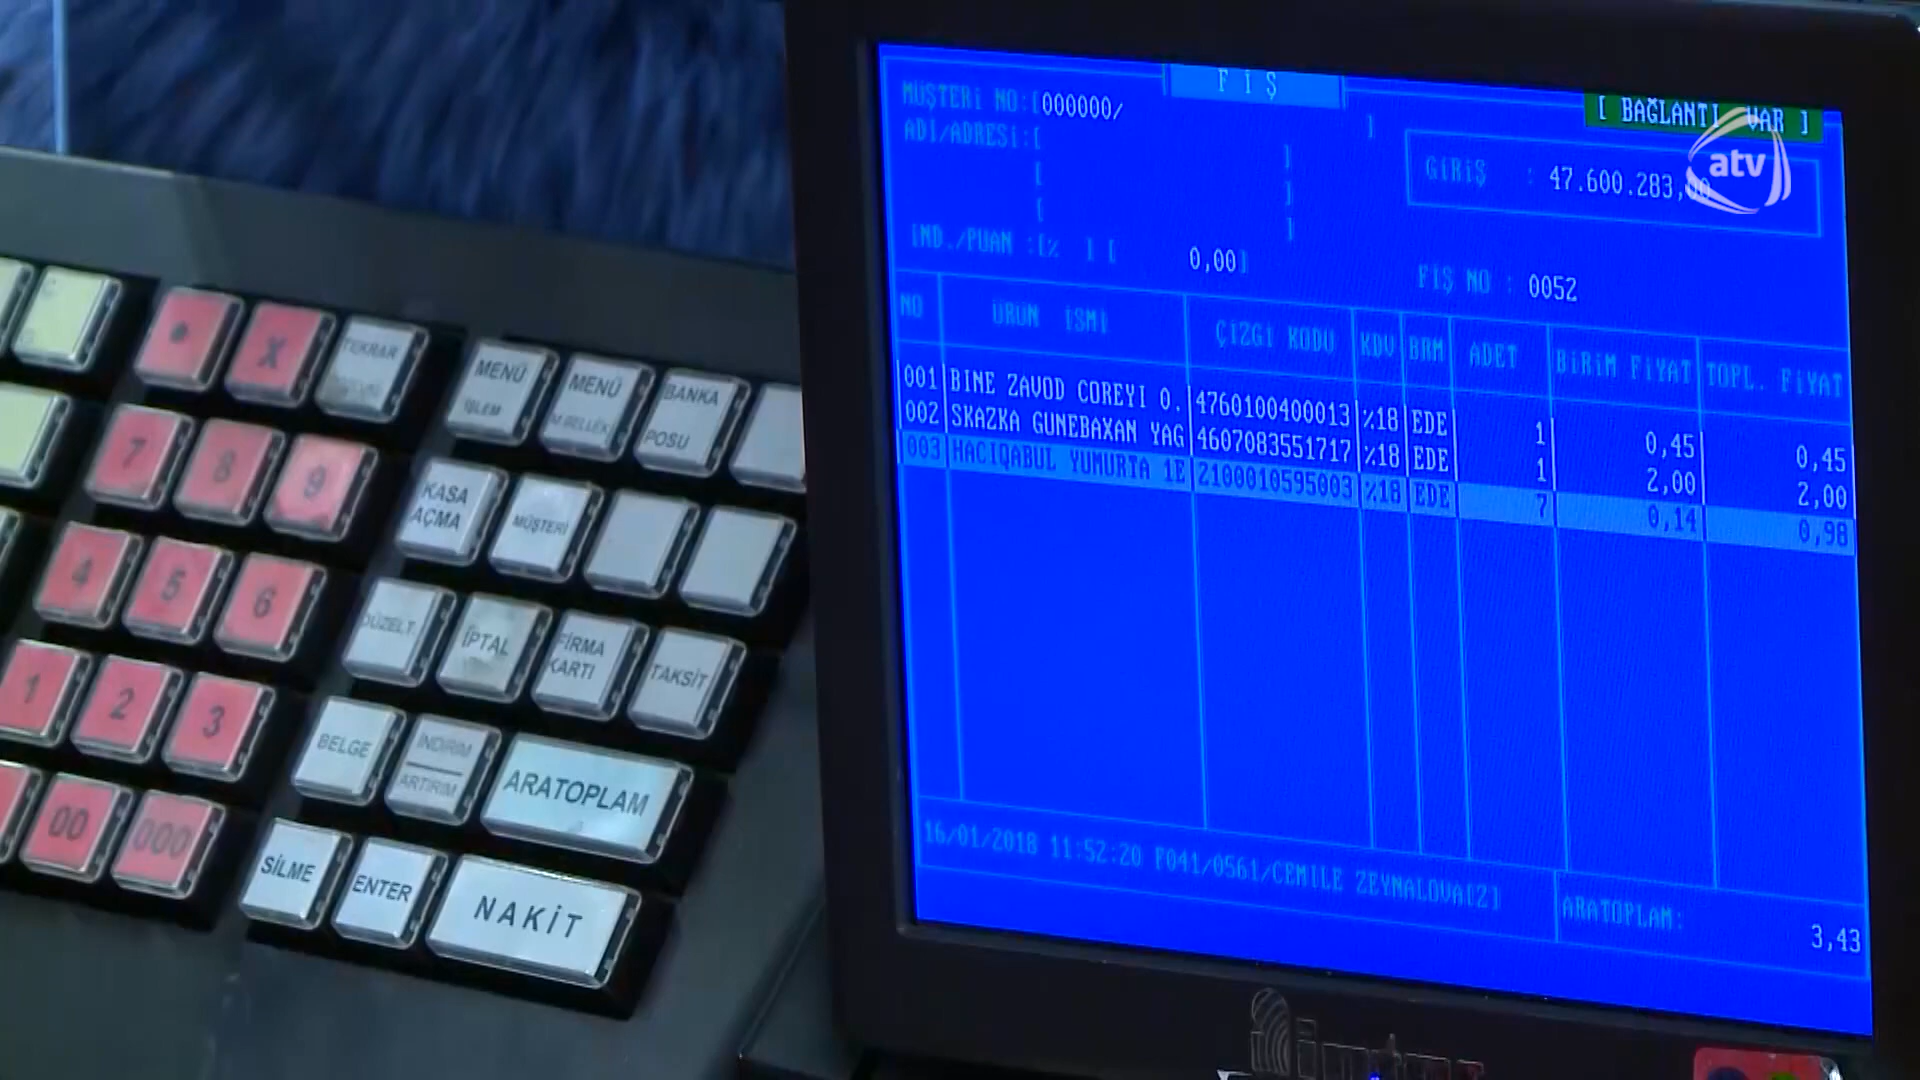 FİŞ
[ BAĞLANTI VAR ]
atv
MÜŞTERİ NO:[000000/ ]
ADI/ADRESİ:[ ]
[ ]
[ ]
GİRİŞ : 47.600.283,00
İND./PUAN :[% ] [ 0,00]
FİŞ NO : 0052
NO ÜRÜN İSMİ ÇİZGİ KODU KDV BRM ADET BİRİM FİYAT TOPL. FİYAT
001 BINE ZAVOD COREYI 0. 4760100400013 %18 EDE 1 0,45 0,45
002 SKAZKA GUNEBAXAN YAG 4607083551717 %18 EDE 1 2,00 2,00
003 HACIQABUL YUMURTA 1E 2100010595003 %18 EDE 7 0,14 0,98
16/01/2018 11:52:20 P041/0561/CEMILE ZEYNALOVA[2]
ARATOPLAM: 3,43
X TEKRAR
MENÜ İŞLEM
MENÜ M.BELLEK
BANKA POSU
7 8 9
KASA AÇMA
MÜŞTERİ
4 5 6
DÜZELT.
İPTAL
FİRMA KARTI
TAKSİT
1 2 3
BELGE
İNDİRİM ARTIRIM
ARATOPLAM
00 000
SİLME
ENTER
NAKİT